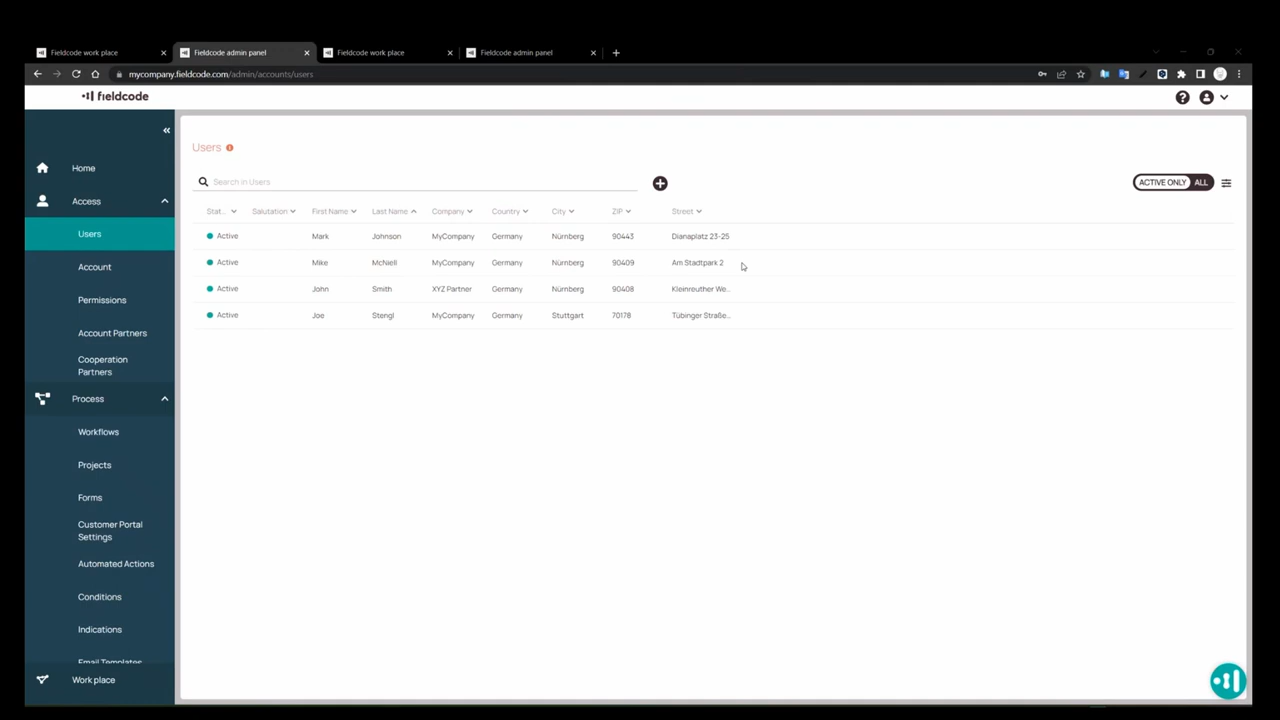 Fieldcode work place
Fieldcode admin panel
Fieldcode work place
Fieldcode admin panel
mycompany.fieldcode.com/admin/accounts/users
fieldcode
Home
Access
Users
Account
Permissions
Account Partners
Cooperation
Partners
Process
Workflows
Projects
Forms
Customer Portal
Settings
Automated Actions
Conditions
Indications
Email Templates
Work place
Users
Search in Users
ACTIVE ONLY ALL
Stat... Salutation First Name Last Name Company Country City ZIP Street
Active Mark Johnson MyCompany Germany Nürnberg 90443 Dianaplatz 23-25
Active Mike McNiell MyCompany Germany Nürnberg 90409 Am Stadtpark 2
Active John Smith XYZ Partner Germany Nürnberg 90408 Kleinreuther We...
Active Joe Stengl MyCompany Germany Stuttgart 70178 Tübinger Straße...